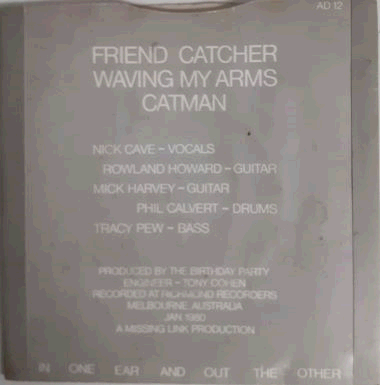 AD 12
FRIEND CATCHER
WAVING MY ARMS
CATMAN
NICK CAVE – VOCALS
ROWLAND HOWARD – GUITAR
MICK HARVEY – GUITAR
PHIL CALVERT – DRUMS
TRACY PEW – BASS
PRODUCED BY THE BIRTHDAY PARTY
ENGINEER – TONY COHEN
RECORDED AT RICHMOND RECORDERS
MELBOURNE AUSTRALIA
JAN 1980
A MISSING LINK PRODUCTION
IN ONE EAR AND OUT THE OTHER